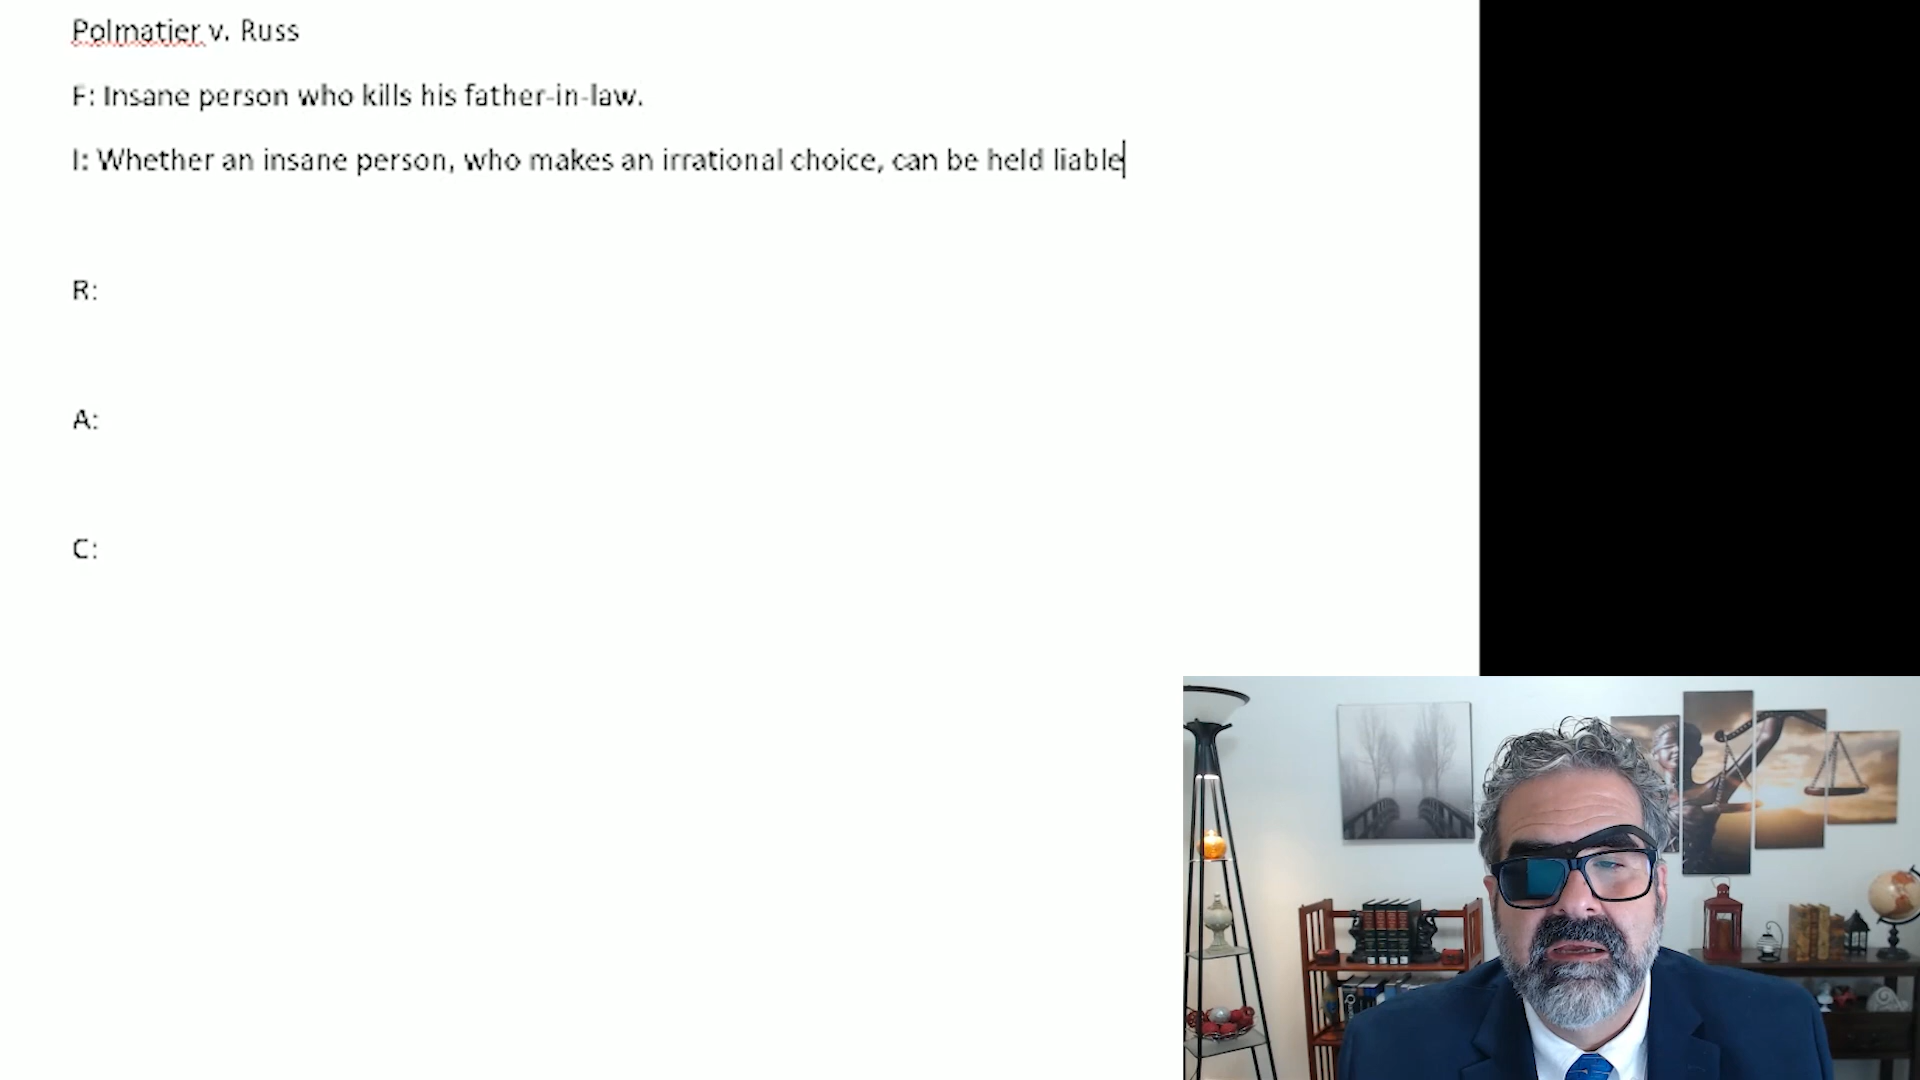 Polmatier v. Russ
F: Insane person who kills his father-in-law.
I: Whether an insane person, who makes an irrational choice, can be held liable
R:
A:
C: